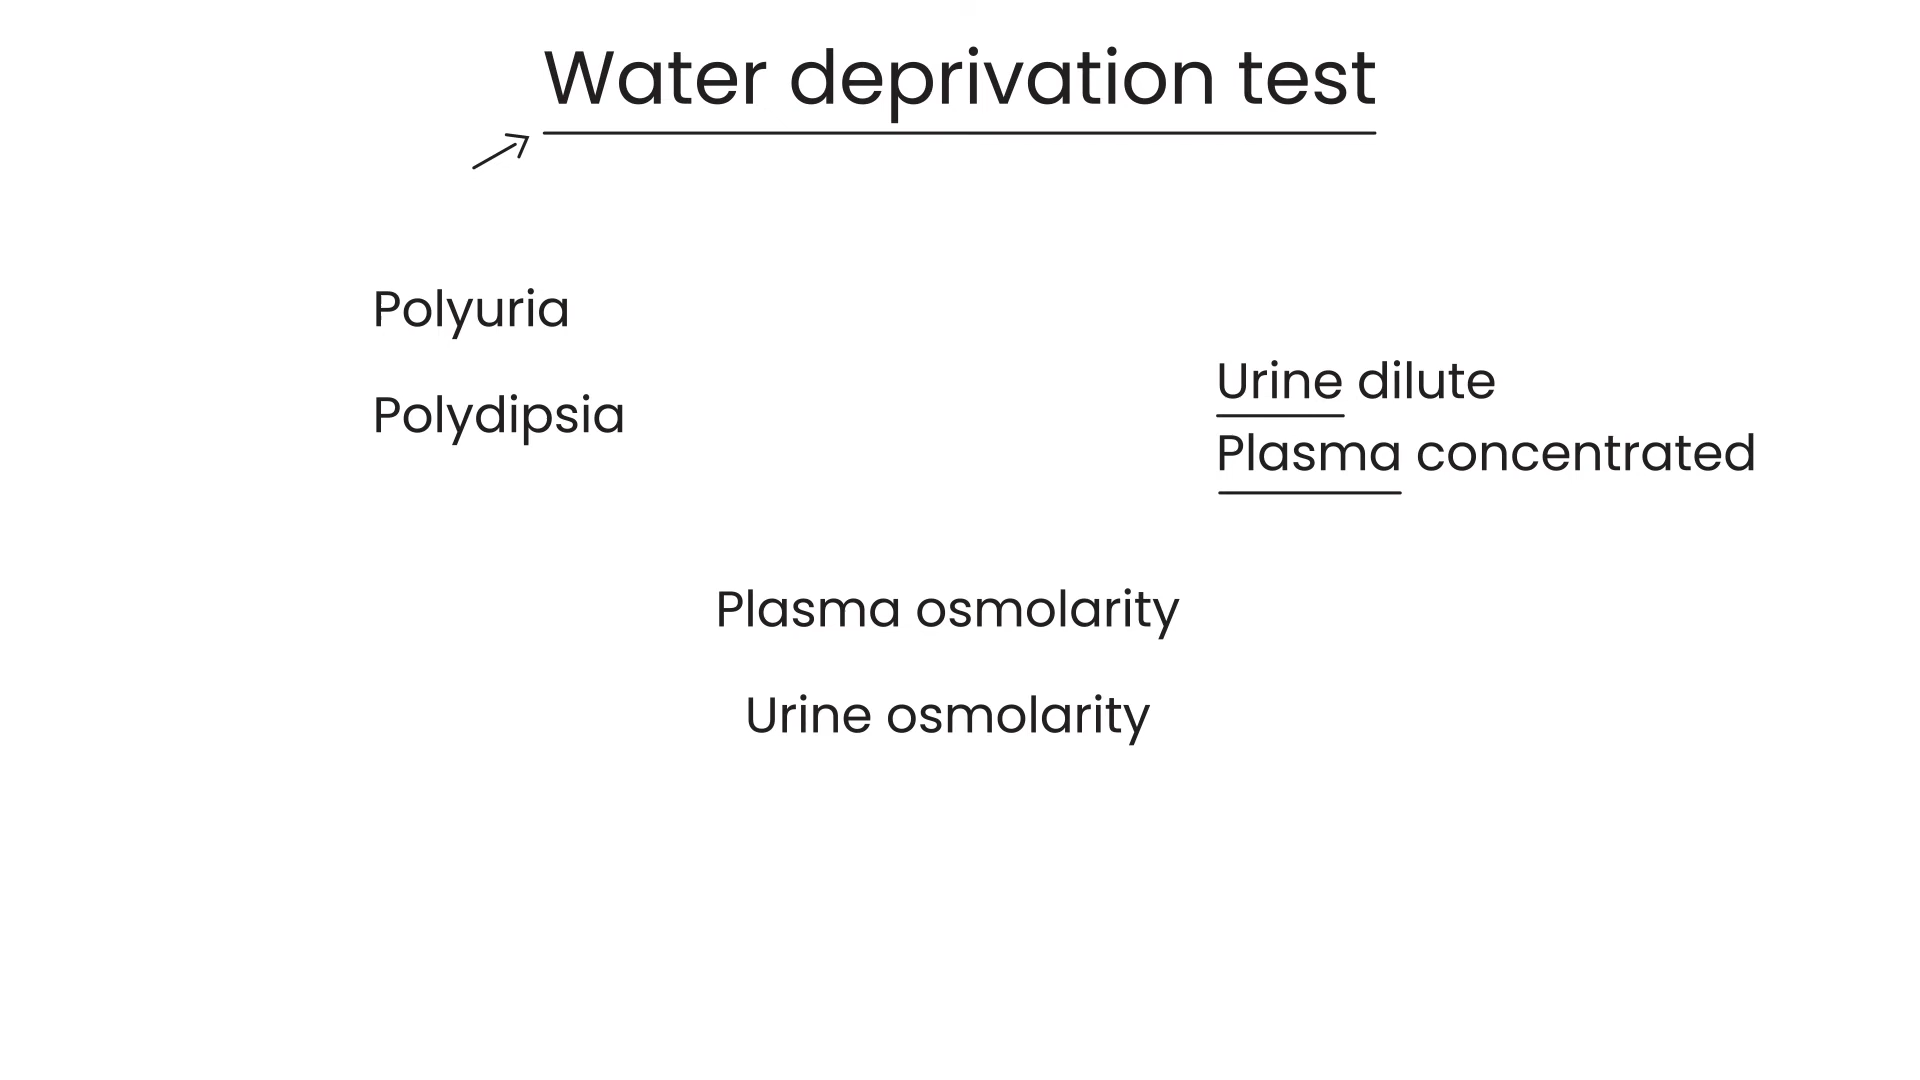 Water deprivation test
Polyuria
Polydipsia
Urine dilute
Plasma concentrated
Plasma osmolarity
Urine osmolarity